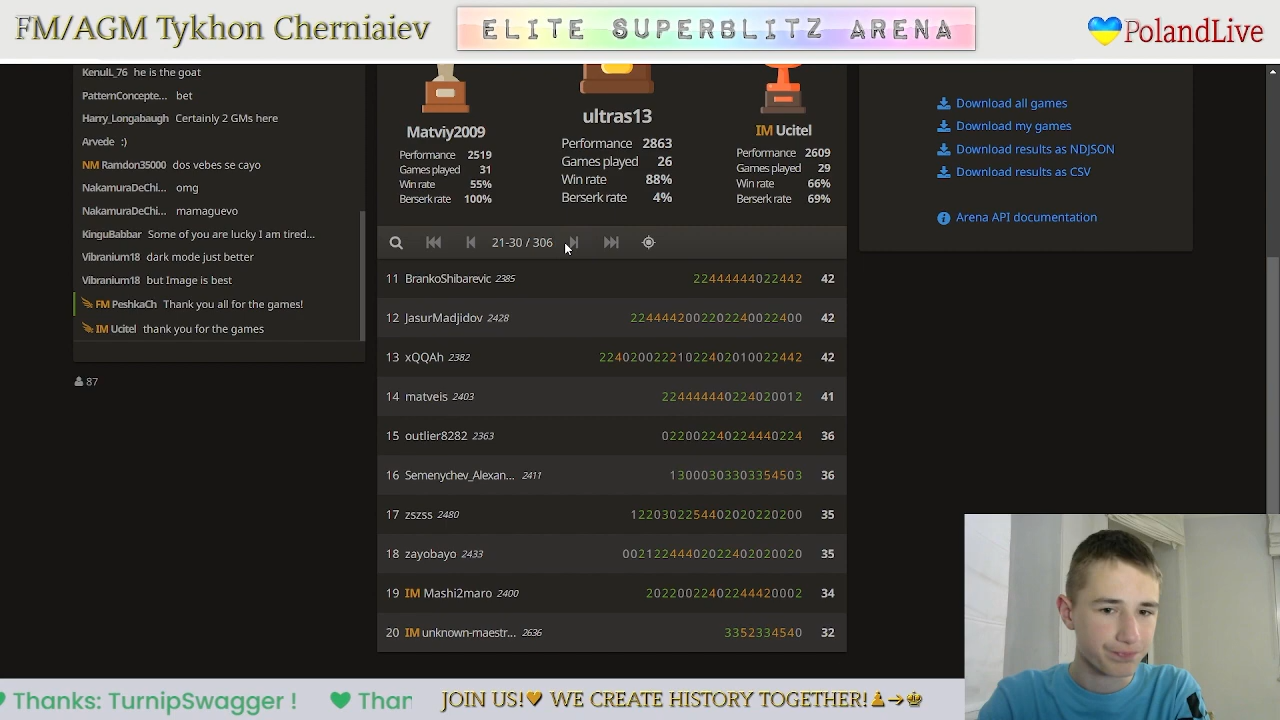 FM/AGM Tykhon Cherniaiev
ELITE SUPERBLITZ ARENA
PolandLive
KenulL_76 he is the goat
PatternConcepte... bet
Harry_Longabaugh Certainly 2 GMs here
Arvede :)
NM Ramdon35000 dos vebes se cayo
NakamuraDeChi... omg
NakamuraDeChi... mamaguevo
KinguBabbar Some of you are lucky I am tired...
Vibranium18 dark mode just better
Vibranium18 but Image is best
FM PeshkaCh Thank you all for the games!
IM Ucitel thank you for the games
87
Matviy2009
Performance 2519
Games played 31
Win rate 55%
Berserk rate 100%
ultras13
Performance 2863
Games played 26
Win rate 88%
Berserk rate 4%
IM Ucitel
Performance 2609
Games played 29
Win rate 66%
Berserk rate 69%
21-30 / 306
11 BrankoShibarevic 2385 22444444022442 42
12 JasurMadjidov 2428 2244442002202240022400 42
13 xQQAh 2382 22402002221022402010022442 42
14 matveis 2403 224444440224020012 41
15 outlier8282 2363 022002240224440224 36
16 Semenychev_Alexan... 2411 13000303303354503 36
17 zszss 2480 1220302254402020220200 35
18 zayobayo 2433 00212244402022402020020 35
19 IM Mashi2maro 2400 20220022402244420002 34
20 IM unknown-maestr... 2636 3352334540 32
Download all games
Download my games
Download results as NDJSON
Download results as CSV
Arena API documentation
Thanks: TurnipSwagger !
Than
JOIN US! WE CREATE HISTORY TOGETHER!